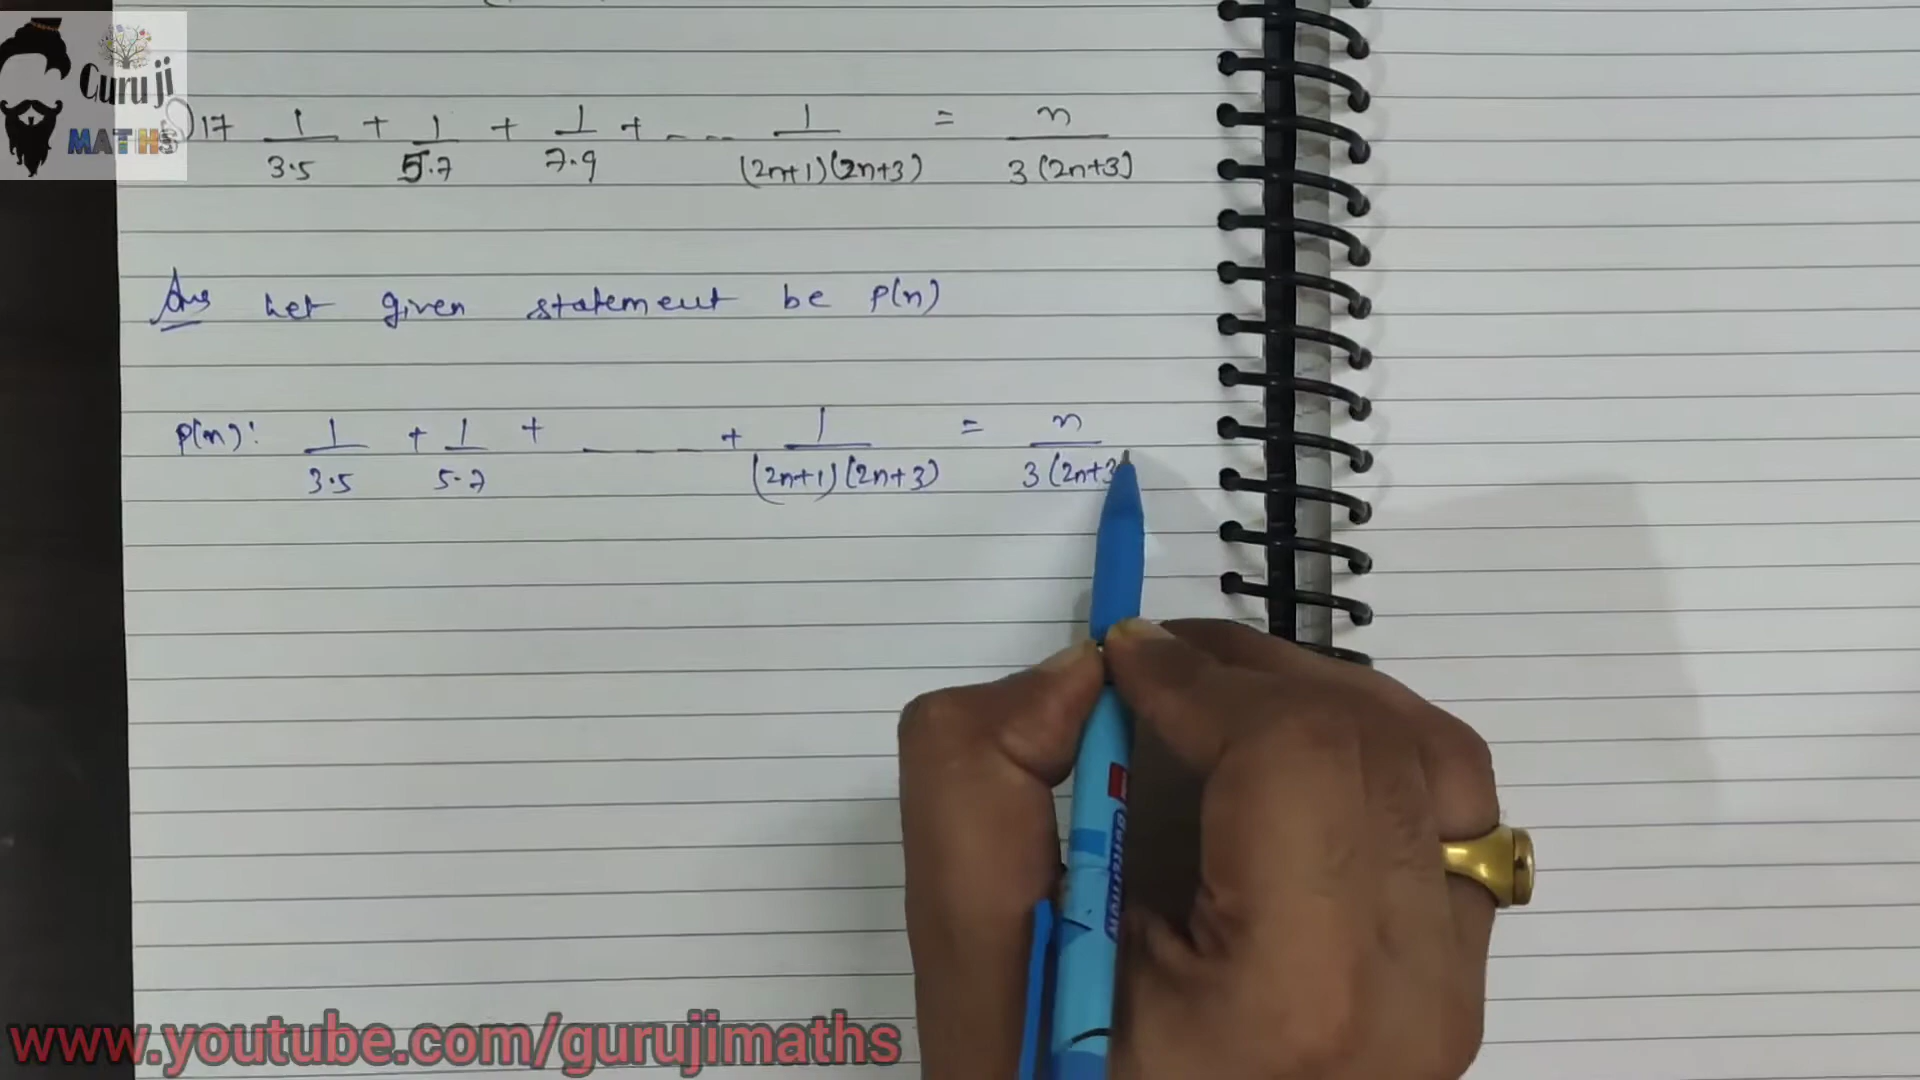 Guru ji
MATHS
Q)17 1/3·5 + 1/5·7 + 1/7·9 + --- 1/(2n+1)(2n+3) = n/3(2n+3)
Ans Let given statement be P(n)
P(n): 1/3·5 + 1/5·7 + ---- + 1/(2n+1)(2n+3) = n/3(2n+3
Butterflow
www.youtube.com/gurujimaths